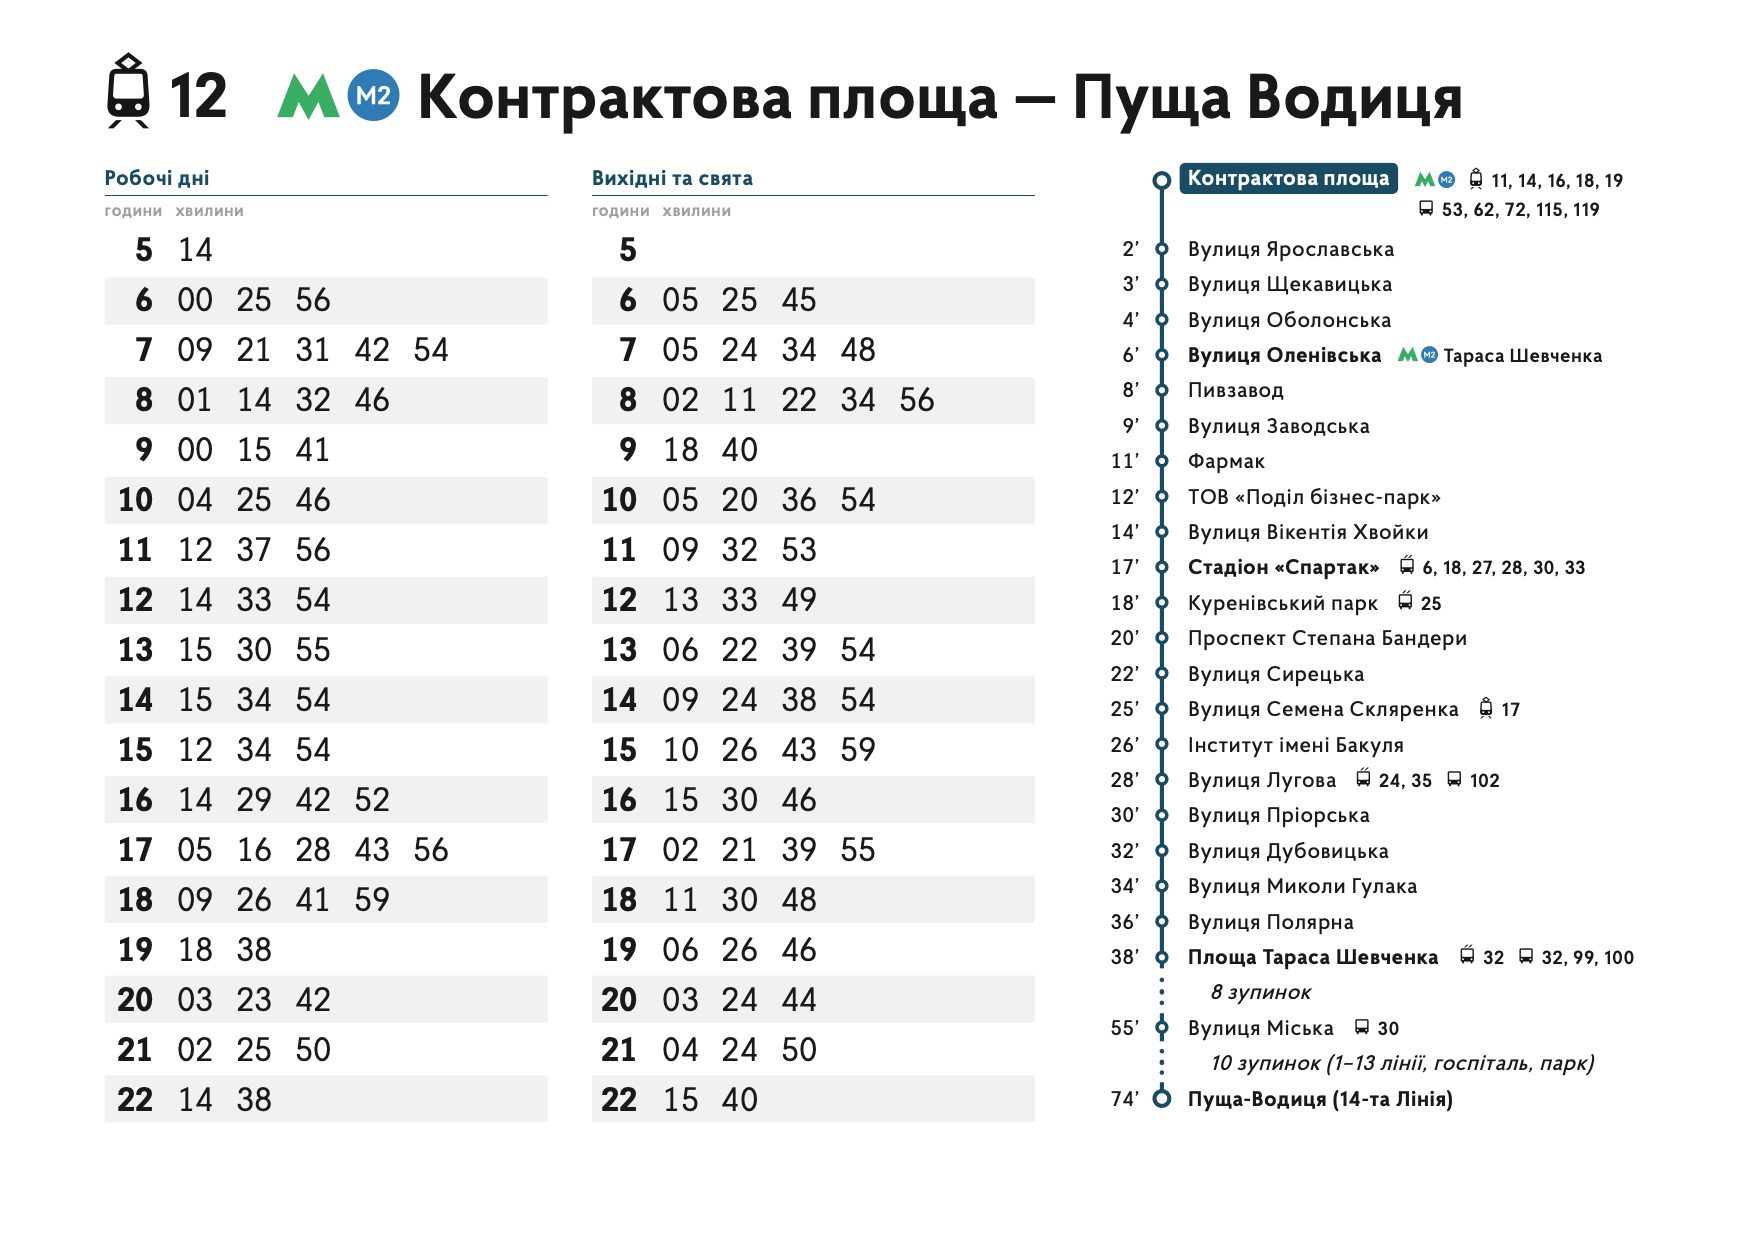 12 M2 Контрактова площа — Пуща Водиця
Робочі дні
години хвилини
5 14
6 00 25 56
7 09 21 31 42 54
8 01 14 32 46
9 00 15 41
10 04 25 46
11 12 37 56
12 14 33 54
13 15 30 55
14 15 34 54
15 12 34 54
16 14 29 42 52
17 05 16 28 43 56
18 09 26 41 59
19 18 38
20 03 23 42
21 02 25 50
22 14 38
Вихідні та свята
години хвилини
5
6 05 25 45
7 05 24 34 48
8 02 11 22 34 56
9 18 40
10 05 20 36 54
11 09 32 53
12 13 33 49
13 06 22 39 54
14 09 24 38 54
15 10 26 43 59
16 15 30 46
17 02 21 39 55
18 11 30 48
19 06 26 46
20 03 24 44
21 04 24 50
22 15 40
Контрактова площа M2 11, 14, 16, 18, 19
53, 62, 72, 115, 119
2’ Вулиця Ярославська
3’ Вулиця Щекавицька
4’ Вулиця Оболонська
6’ Вулиця Оленівська M2 Тараса Шевченка
8’ Пивзавод
9’ Вулиця Заводська
11’ Фармак
12’ ТОВ «Поділ бізнес-парк»
14’ Вулиця Вікентія Хвойки
17’ Стадіон «Спартак» 6, 18, 27, 28, 30, 33
18’ Куренівський парк 25
20’ Проспект Степана Бандери
22’ Вулиця Сирецька
25’ Вулиця Семена Скляренка 17
26’ Інститут імені Бакуля
28’ Вулиця Лугова 24, 35 102
30’ Вулиця Пріорська
32’ Вулиця Дубовицька
34’ Вулиця Миколи Гулака
36’ Вулиця Полярна
38’ Площа Тараса Шевченка 32 32, 99, 100
8 зупинок
55’ Вулиця Міська 30
10 зупинок (1–13 лінії, госпіталь, парк)
74’ Пуща-Водиця (14-та Лінія)